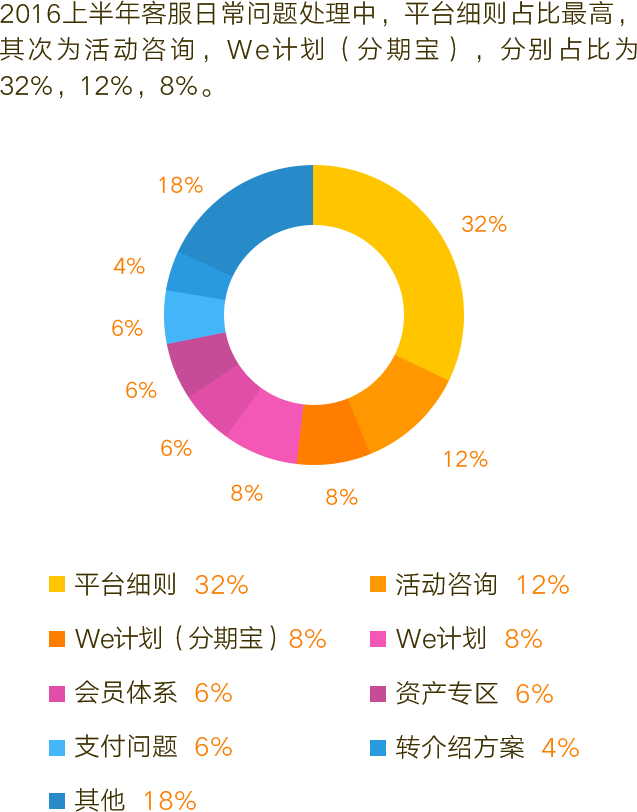 2016上半年客服日常问题处理中，平台细则占比最高，
其次为活动咨询，We计划（分期宝），分别占比为
32%，12%，8%。
18%
32%
4%
6%
6%
6%
12%
8%
8%
平台细则 32%
活动咨询 12%
We计划（分期宝）8%
We计划 8%
会员体系 6%
资产专区 6%
支付问题 6%
转介绍方案 4%
其他 18%